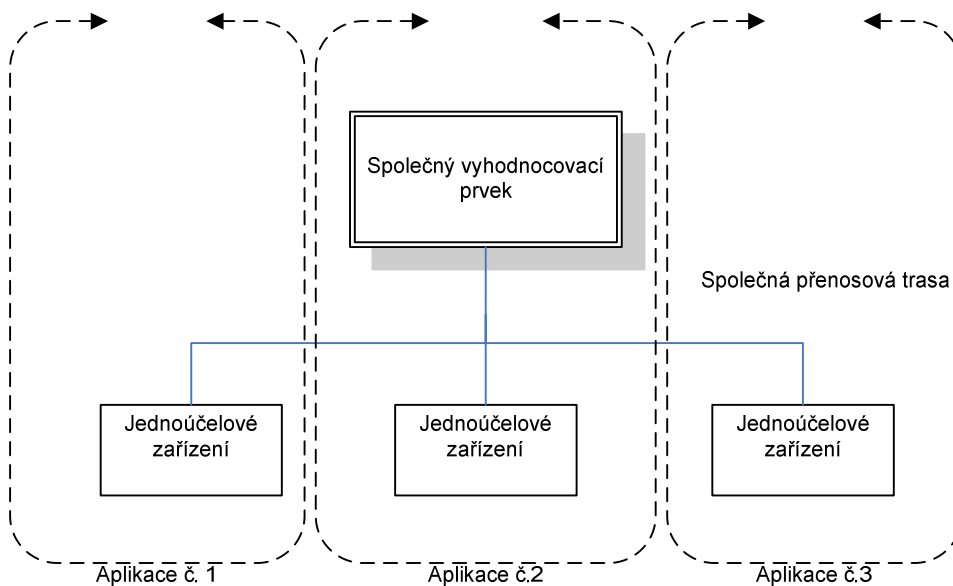 Společný vyhodnocovací
prvek
Společná přenosová trasa
Jednoúčelové
zařízení
Jednoúčelové
zařízení
Jednoúčelové
zařízení
Aplikace č. 1
Aplikace č.2
Aplikace č.3